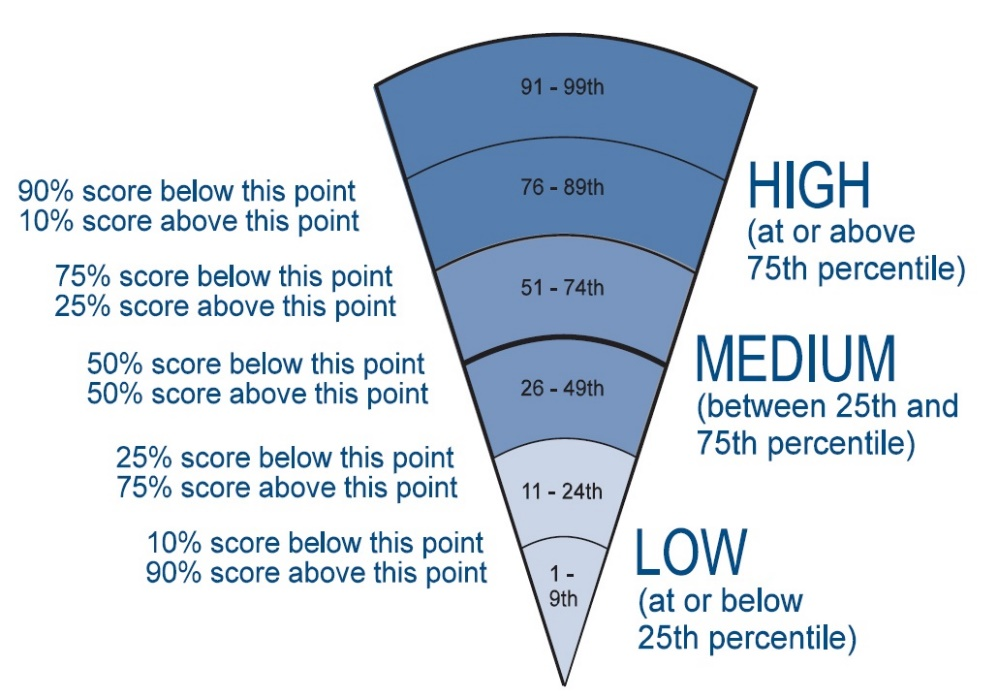 91 - 99th
90% score below this point
10% score above this point
76 - 89th
HIGH
(at or above
75th percentile)
75% score below this point
25% score above this point
51 - 74th
50% score below this point
50% score above this point
26 - 49th
MEDIUM
(between 25th and
75th percentile)
25% score below this point
75% score above this point
11 - 24th
10% score below this point
90% score above this point
1 -
9th
LOW
(at or below
25th percentile)